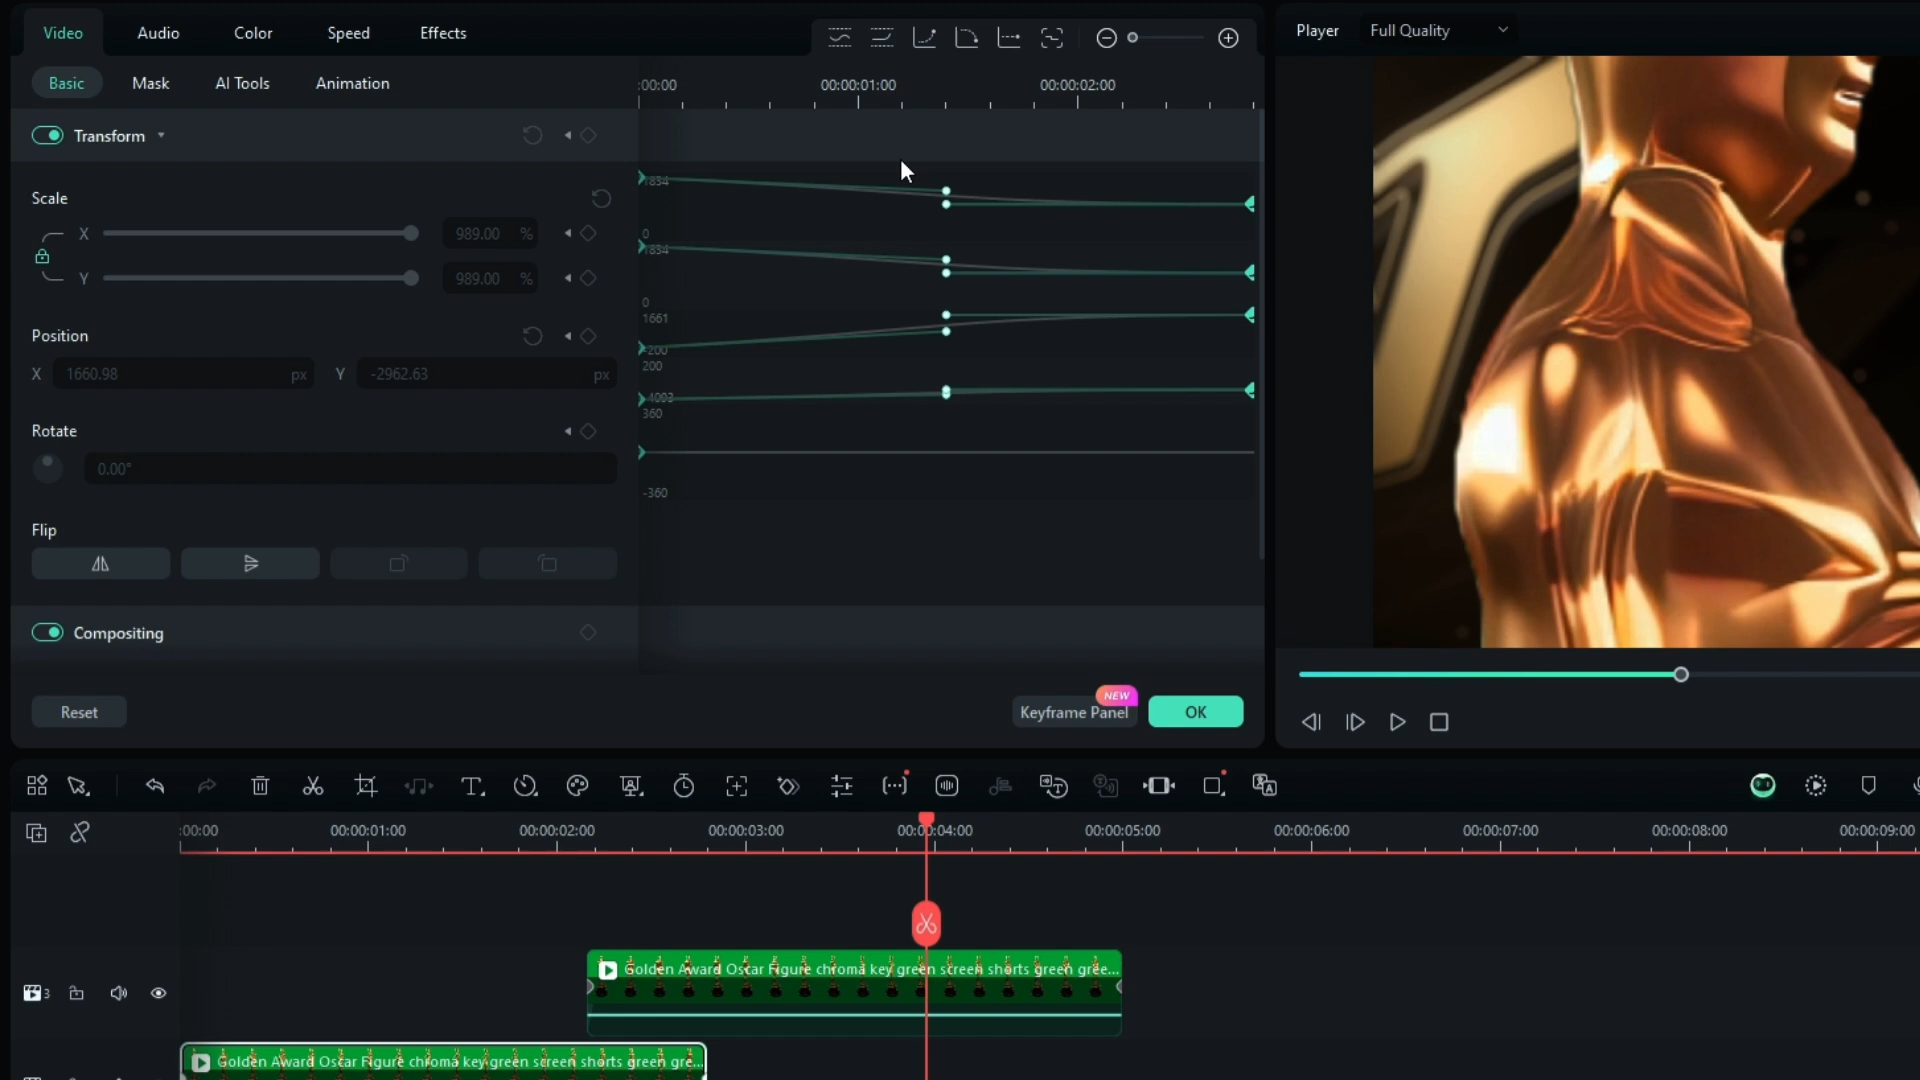 Video Audio Color Speed Effects
Player Full Quality
Basic Mask AI Tools Animation
:00:00 00:00:01:00 00:00:02:00
Transform
Scale
X 989.00 %
Y 989.00 %
1834
0
1834
0
1661
-200
200
-4093
360
-360
Position
X 1660.98 px Y -2962.63 px
Rotate
0.00°
Flip
Compositing
Reset
NEW
Keyframe Panel OK
:00:00 00:00:01:00 00:00:02:00 00:00:03:00 00:00:04:00 00:00:05:00 00:00:06:00 00:00:07:00 00:00:08:00 00:00:09:00
3
Golden Award Oscar Figure chroma key green screen shorts green gree...
Golden Award Oscar Figure chroma key green screen shorts green gre...